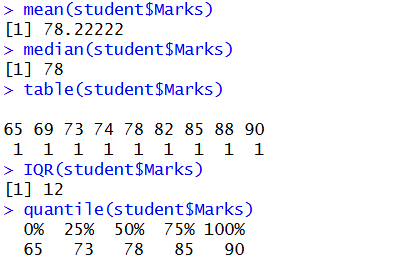 > mean(student$Marks)
[1] 78.22222
> median(student$Marks)
[1] 78
> table(student$Marks)

65 69 73 74 78 82 85 88 90
 1  1  1  1  1  1  1  1  1
> IQR(student$Marks)
[1] 12
> quantile(student$Marks)
  0%  25%  50%  75% 100%
  65   73   78   85   90